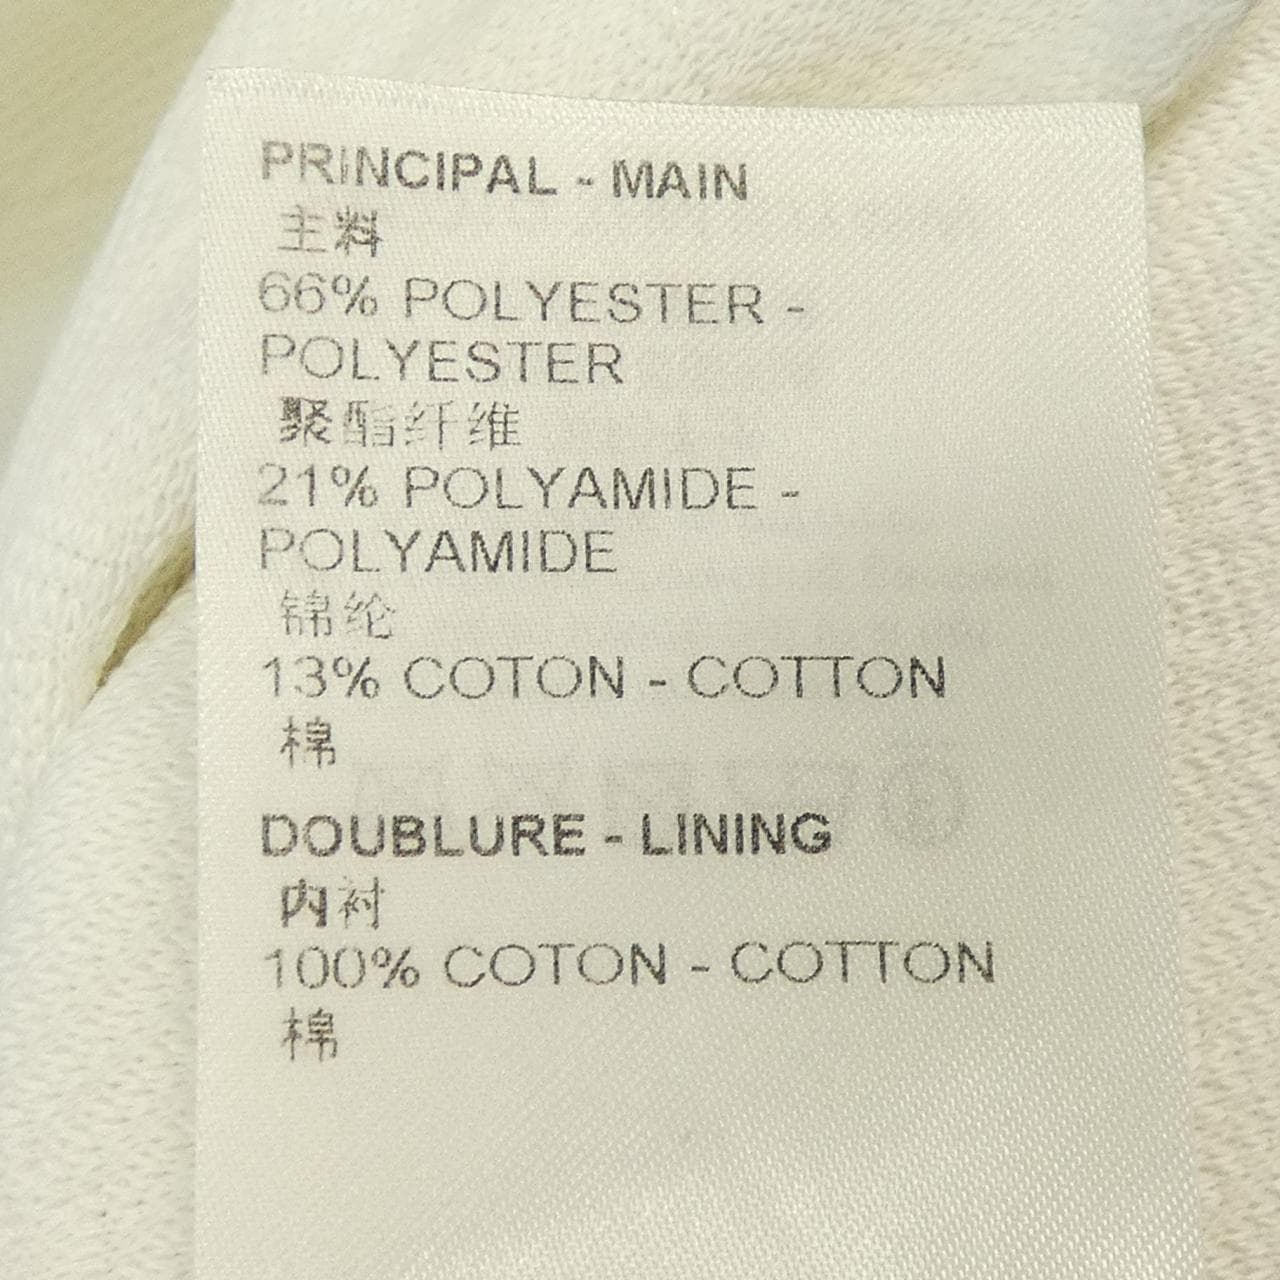 PRINCIPAL - MAIN
主料
66% POLYESTER -
POLYESTER
聚酯纤维
21% POLYAMIDE -
POLYAMIDE
锦纶
13% COTON - COTTON
棉
DOUBLURE - LINING
内衬
100% COTON - COTTON
棉